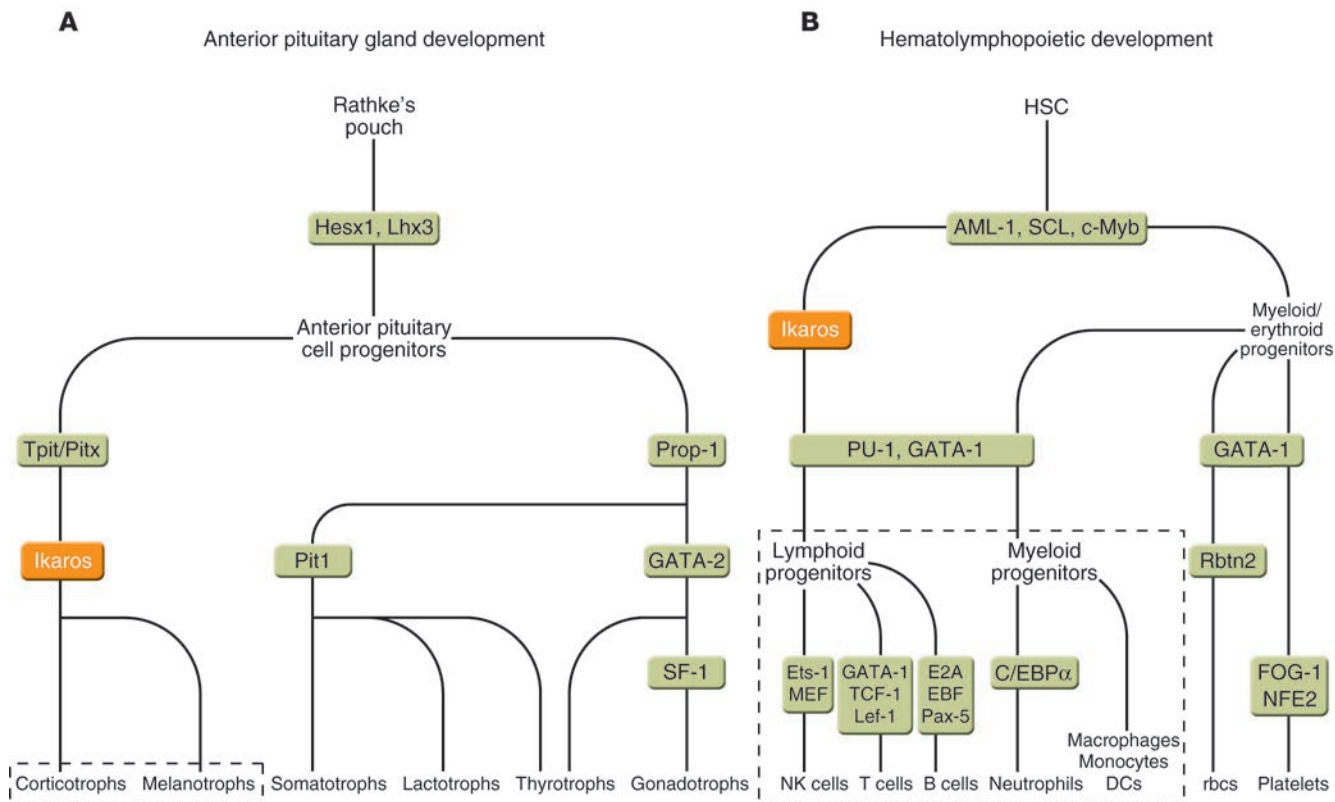 A
Anterior pituitary gland development
Rathke's
pouch
Hesx1, Lhx3
Anterior pituitary
cell progenitors
Tpit/Pitx
Prop-1
Ikaros
Pit1
GATA-2
SF-1
Corticotrophs
Melanotrophs
Somatotrophs
Lactotrophs
Thyrotrophs
Gonadotrophs
B
Hematolymphopoietic development
HSC
AML-1, SCL, c-Myb
Ikaros
Myeloid/
erythroid
progenitors
PU-1, GATA-1
GATA-1
Lymphoid
progenitors
Myeloid
progenitors
Rbtn2
Ets-1
MEF
GATA-1
TCF-1
Lef-1
E2A
EBF
Pax-5
C/EBPα
FOG-1
NFE2
Macrophages
Monocytes
DCs
NK cells
T cells
B cells
Neutrophils
rbcs
Platelets